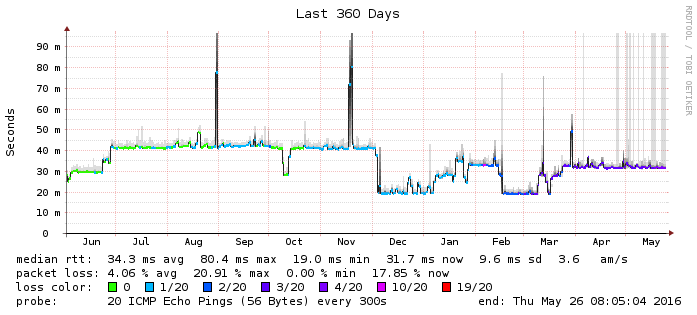 Last 360 Days
RRDTOOL / TOBI OETIKER
Seconds
90 m
80 m
70 m
60 m
50 m
40 m
30 m
20 m
10 m
0
Jun Jul Aug Sep Oct Nov Dec Jan Feb Mar Apr May
median rtt: 34.3 ms avg 80.4 ms max 19.0 ms min 31.7 ms now 9.6 ms sd 3.6 am/s
packet loss: 4.06 % avg 20.91 % max 0.00 % min 17.85 % now
loss color: 0 1/20 2/20 3/20 4/20 10/20 19/20
probe: 20 ICMP Echo Pings (56 Bytes) every 300s end: Thu May 26 08:05:04 2016